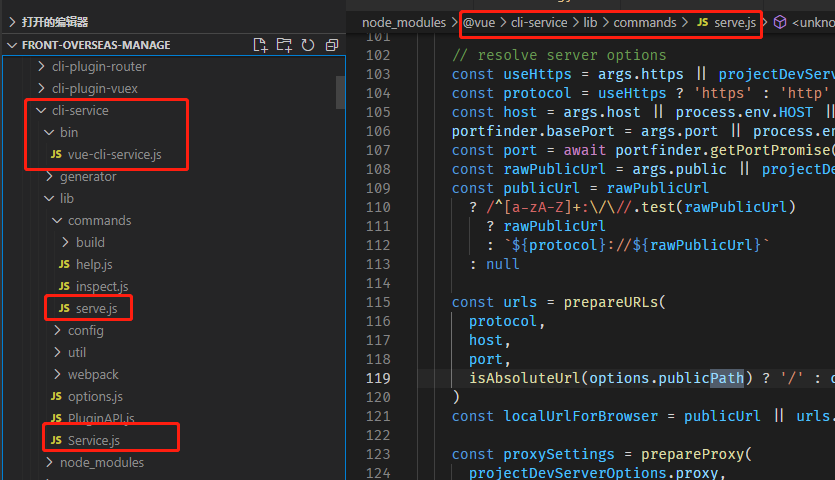 打开的编辑器
FRONT-OVERSEAS-MANAGE
cli-plugin-router
cli-plugin-vuex
cli-service
bin
JS vue-cli-service.js
generator
lib
commands
build
JS help.js
JS inspect.js
JS serve.js
config
util
webpack
JS options.js
JS PluginAPI.js
JS Service.js
node_modules
node_modules > @vue > cli-service > lib > commands > JS serve.js > <unkno
101
102 // resolve server options
103 const useHttps = args.https || projectDevServ
104 const protocol = useHttps ? 'https' : 'http'
105 const host = args.host || process.env.HOST ||
106 portfinder.basePort = args.port || process.en
107 const port = await portfinder.getPortPromise(
108 const rawPublicUrl = args.public || projectDe
109 const publicUrl = rawPublicUrl
110 ? /^[a-zA-Z]+:\/\//.test(rawPublicUrl)
111 ? rawPublicUrl
112 : `${protocol}://${rawPublicUrl}`
113 : null
114
115 const urls = prepareURLs(
116 protocol,
117 host,
118 port,
119 isAbsoluteUrl(options.publicPath) ? '/' : o
120 )
121 const localUrlForBrowser = publicUrl || urls.
122
123 const proxySettings = prepareProxy(
124 projectDevServerOptions.proxy,